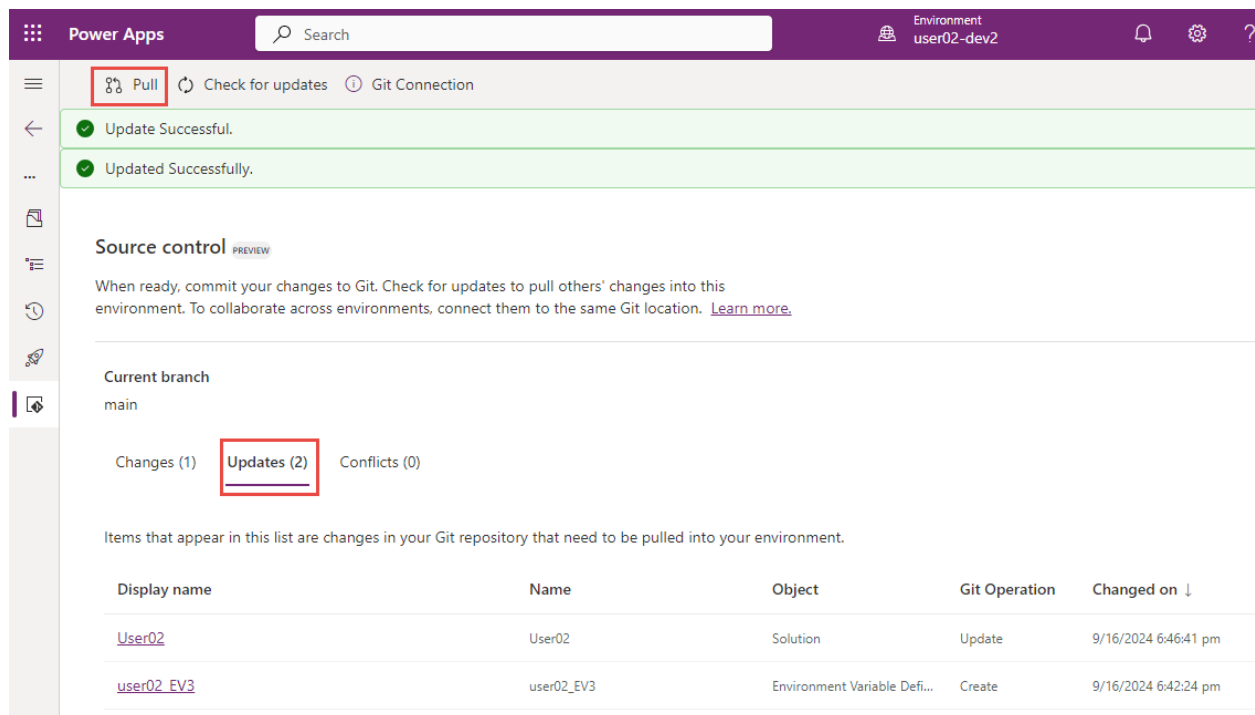 Power Apps
Search
Environment
user02-dev2
?
Pull
Check for updates
Git Connection
Update Successful.
Updated Successfully.
...
Source control PREVIEW
When ready, commit your changes to Git. Check for updates to pull others' changes into this
environment. To collaborate across environments, connect them to the same Git location. Learn more.
Current branch
main
Changes (1) Updates (2) Conflicts (0)
Items that appear in this list are changes in your Git repository that need to be pulled into your environment.
Display name Name Object Git Operation Changed on ↓
User02 User02 Solution Update 9/16/2024 6:46:41 pm
user02_EV3 user02_EV3 Environment Variable Defi... Create 9/16/2024 6:42:24 pm